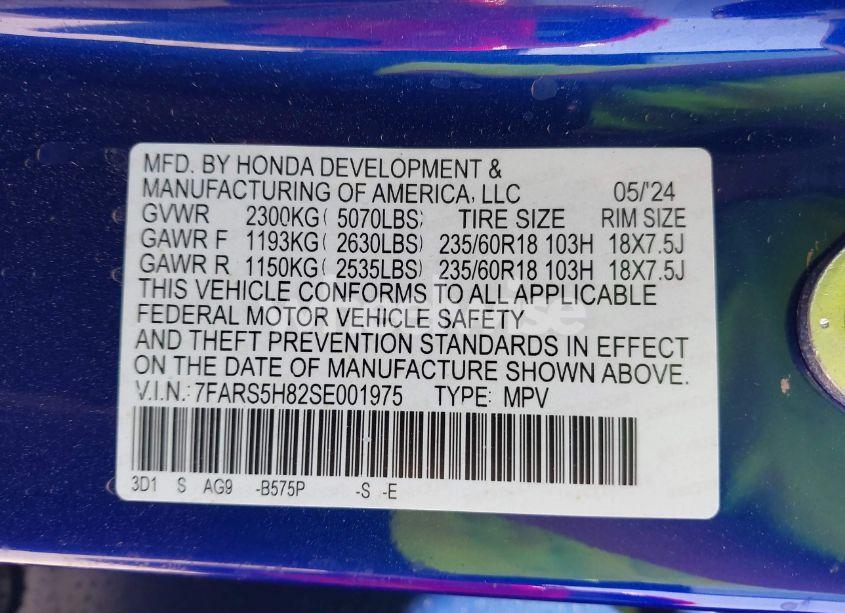 MFD. BY HONDA DEVELOPMENT &
MANUFACTURING OF AMERICA, LLC 05/'24
GVWR 2300KG( 5070LBS) TIRE SIZE RIM SIZE
GAWR F 1193KG( 2630LBS) 235/60R18 103H 18X7.5J
GAWR R 1150KG( 2535LBS) 235/60R18 103H 18X7.5J
THIS VEHICLE CONFORMS TO ALL APPLICABLE
FEDERAL MOTOR VEHICLE SAFETY
AND THEFT PREVENTION STANDARDS IN EFFECT
ON THE DATE OF MANUFACTURE SHOWN ABOVE.
V.I.N.: 7FARS5H82SE001975 TYPE: MPV
3D1 S AG9 -B575P -S -E